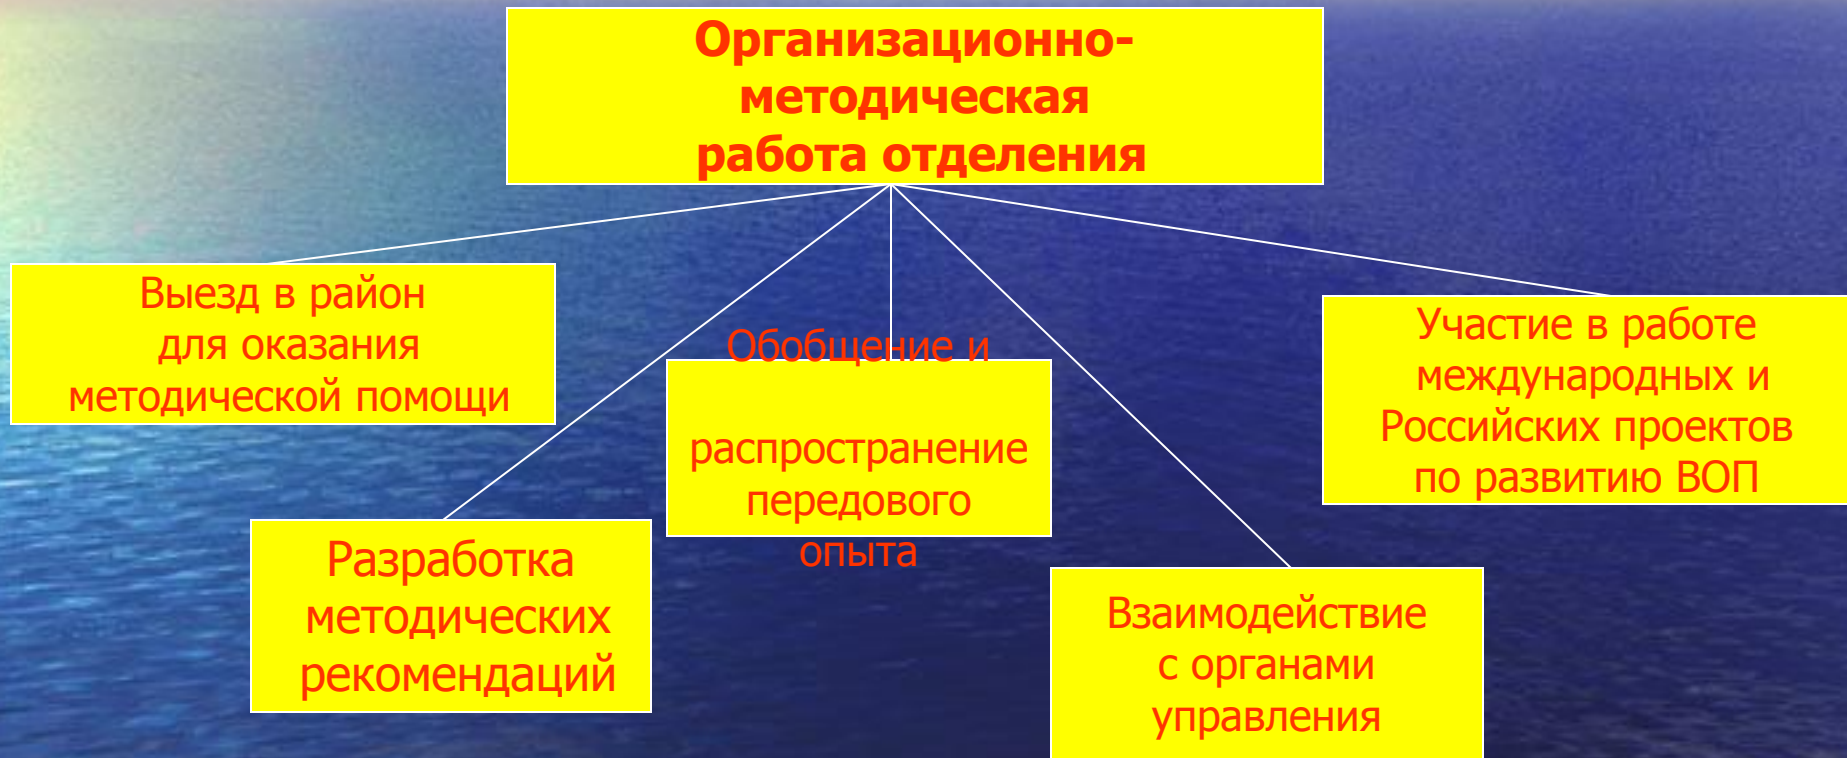 Организационно-
методическая
работа отделения
Выезд в район
для оказания
методической помощи
Обобщение и
распространение
передового
опыта
Участие в работе
международных и
Российских проектов
по развитию ВОП
Разработка
методических
рекомендаций
Взаимодействие
с органами
управления